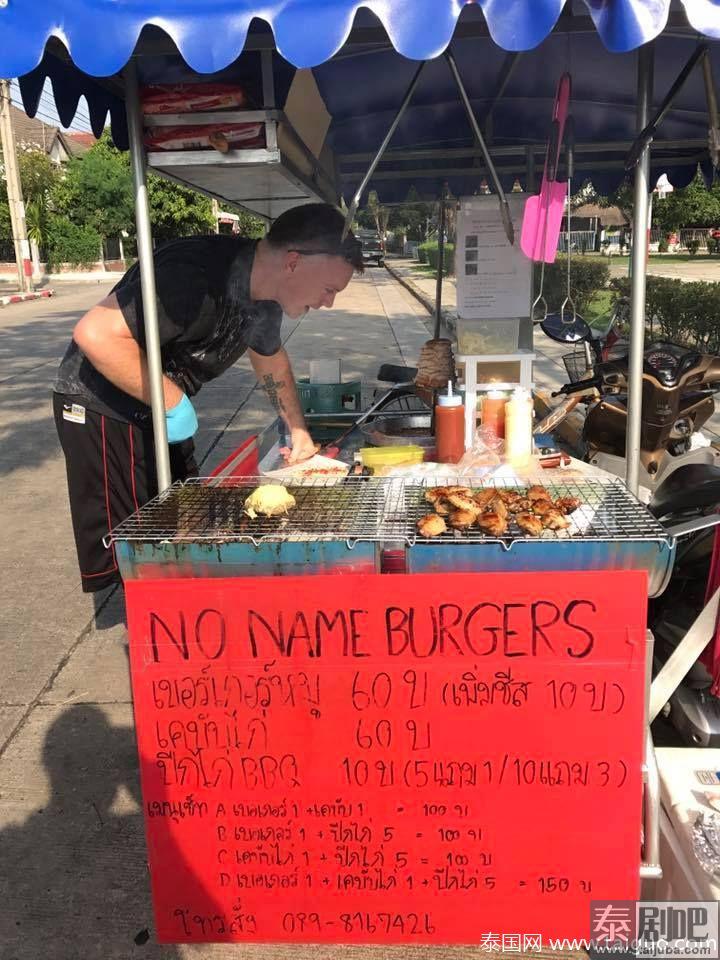 NO NAME BURGERS
เบอร์เกอร์หมู 60 บ (เพิ่มชีส 10 บ)
เคบับไก่ 60 บ
ปีกไก่ BBQ 10 บ (5 แถม 1 / 10 แถม 3)
เมนูเซ็ท A เบอเกอร์ 1 + เคบับ 1 = 100 บ
B เบอเกอร์ 1 + ปีกไก่ 5 = 100 บ
C เคบับไก่ 1 + ปีกไก่ 5 = 100 บ
D เบอเกอร์ 1 + เคบับไก่ 1 + ปีกไก่ 5 = 150 บ
โทรสั่ง 099-8167426
泰剧吧
泰国网 www.taiguo.com
9taijuba.com